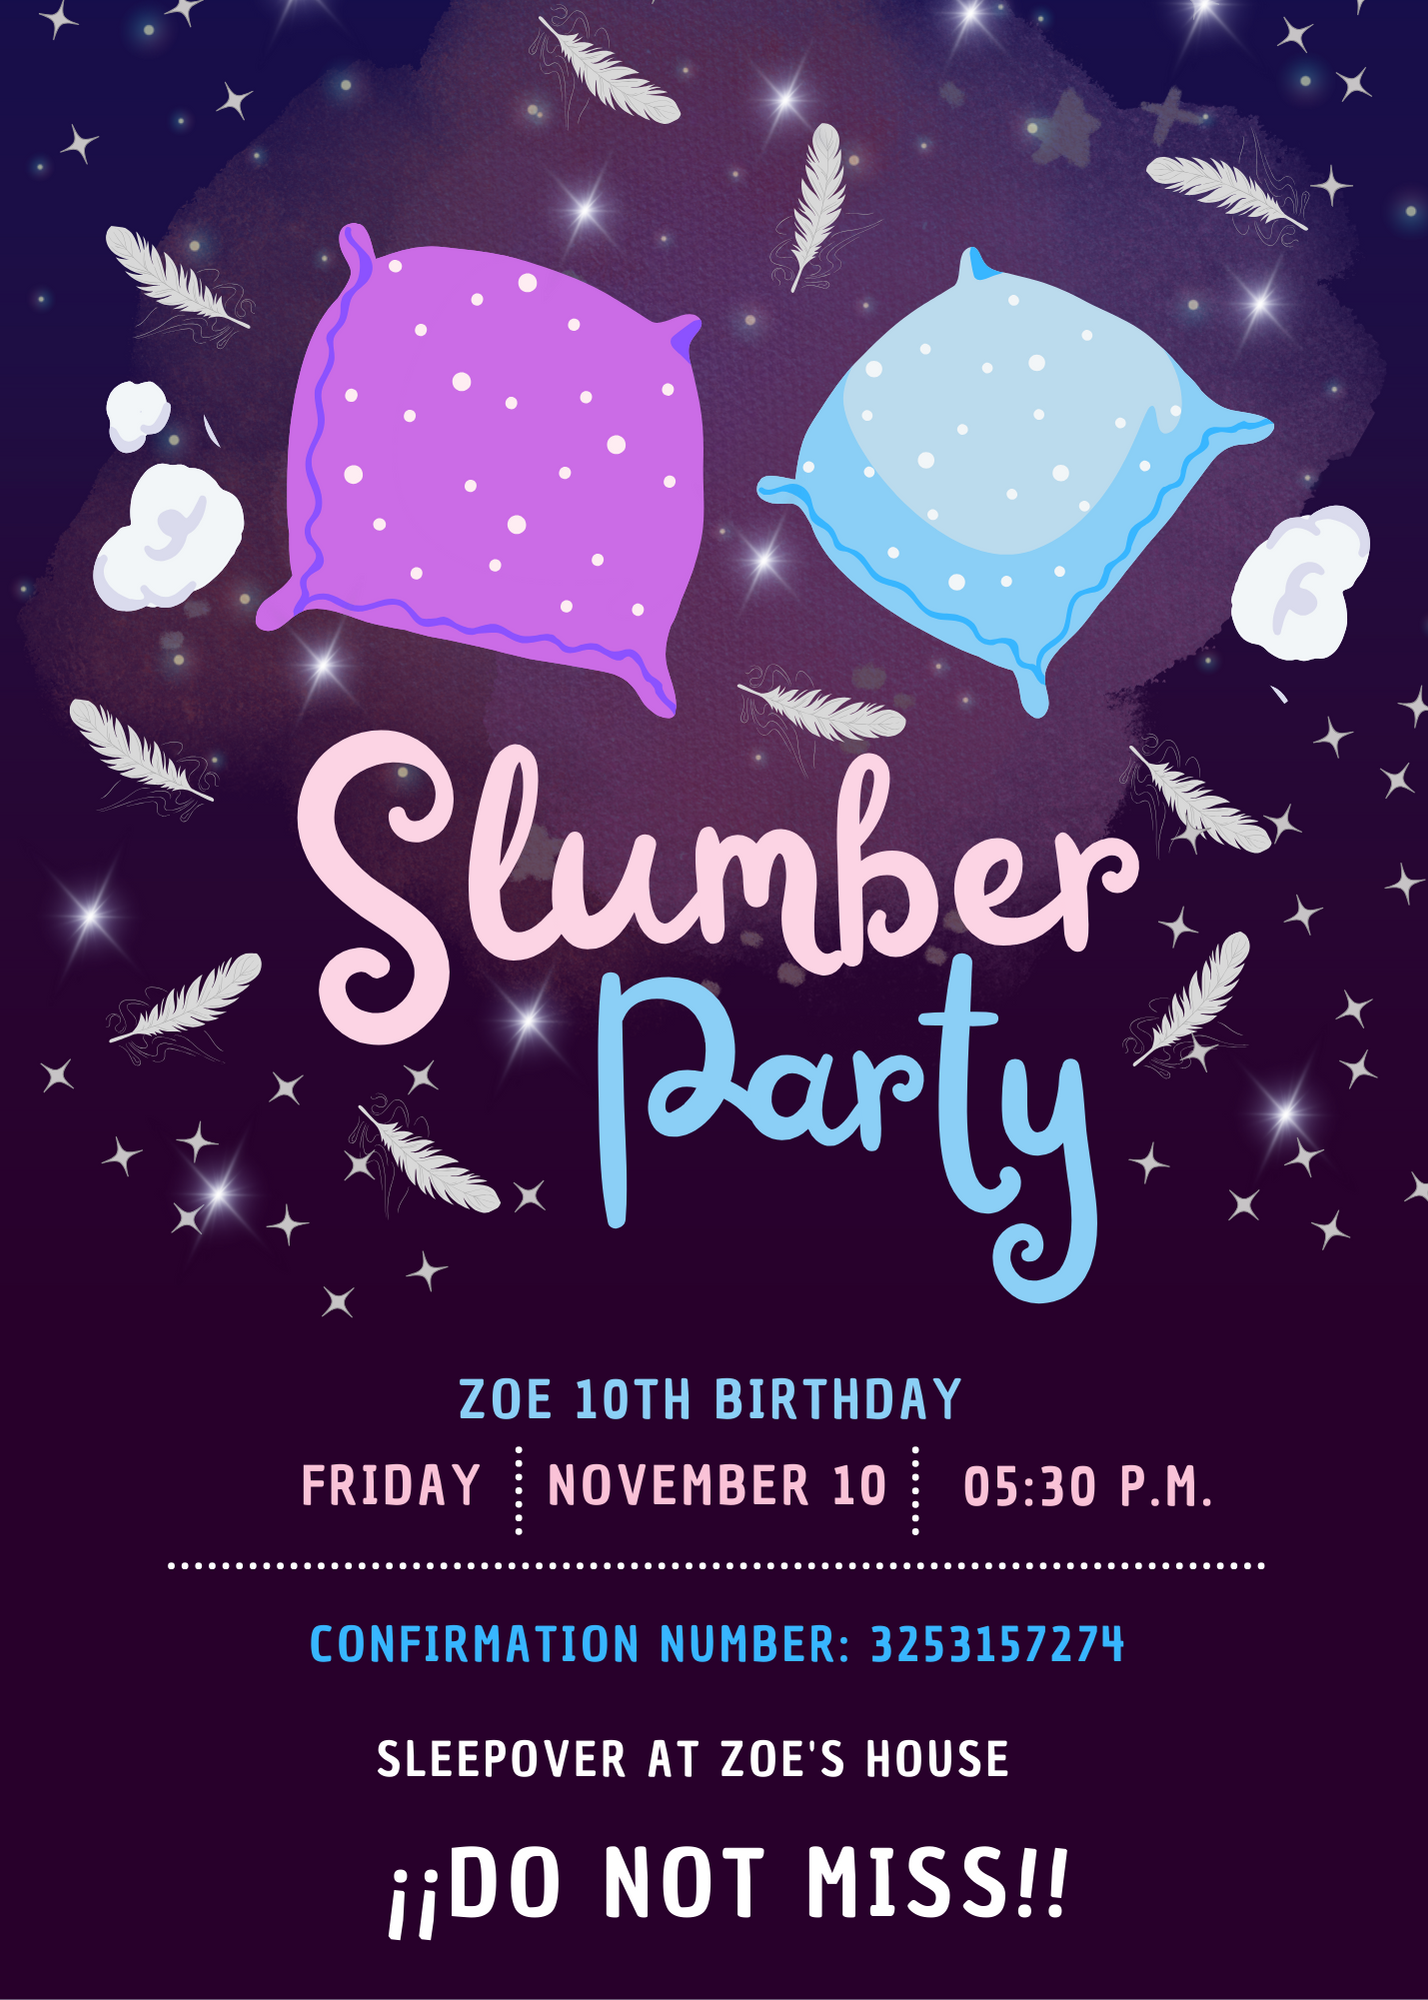 Slumber
Party
ZOE 10TH BIRTHDAY
FRIDAY NOVEMBER 10 05:30 P.M.
CONFIRMATION NUMBER: 3253157274
SLEEPOVER AT ZOE'S HOUSE
¡¡DO NOT MISS!!